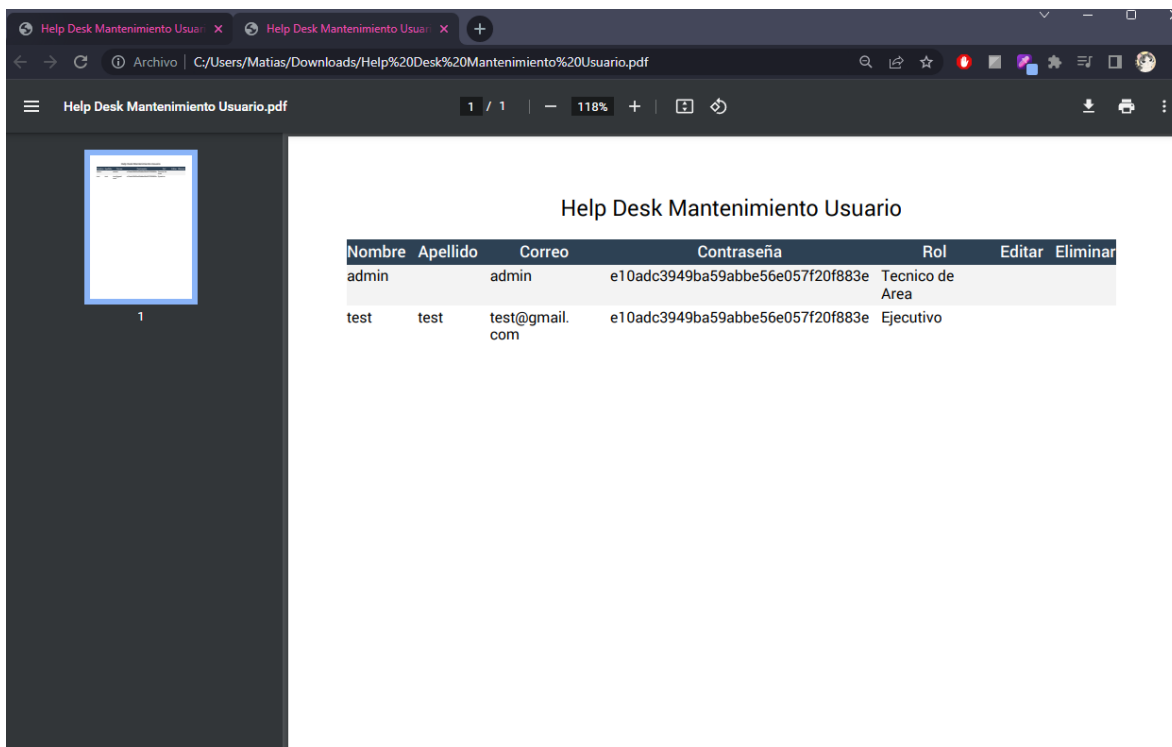 Help Desk Mantenimiento Usuar
Help Desk Mantenimiento Usuar
Archivo | C:/Users/Matias/Downloads/Help%20Desk%20Mantenimiento%20Usuario.pdf
Help Desk Mantenimiento Usuario.pdf
1 / 1
118%
1
Help Desk Mantenimiento Usuario
Nombre Apellido Correo Contraseña Rol Editar Eliminar
admin admin e10adc3949ba59abbe56e057f20f883e Tecnico de
Area
test test test@gmail. e10adc3949ba59abbe56e057f20f883e Ejecutivo
com